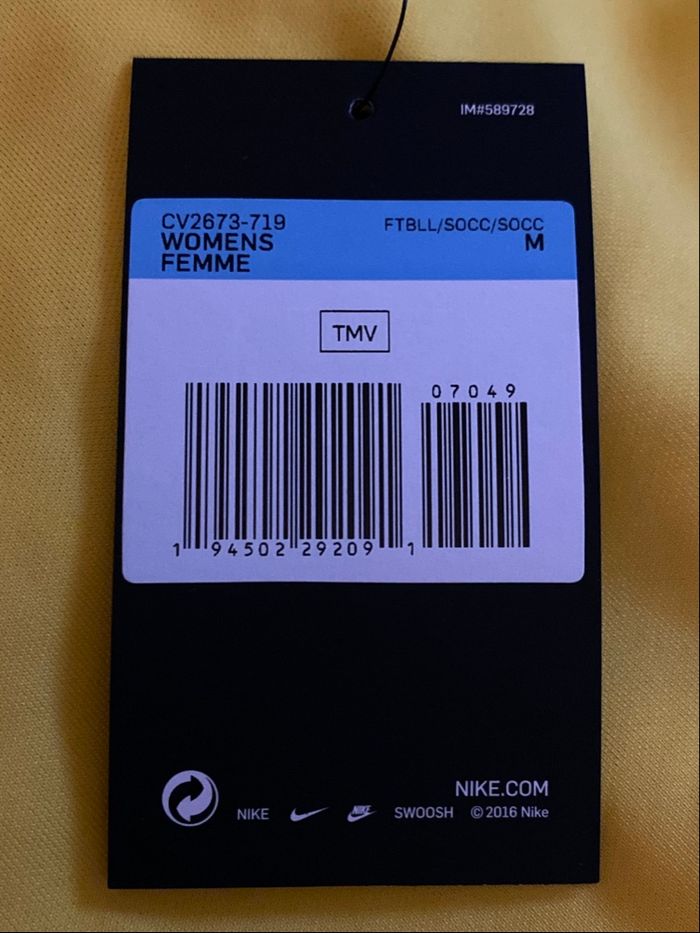 IM#589728
CV2673-719 FTBLL/SOCC/SOCC
WOMENS M
FEMME
TMV
07049
1 94502 29209 1
NIKE.COM
NIKE NIKE SWOOSH © 2016 Nike